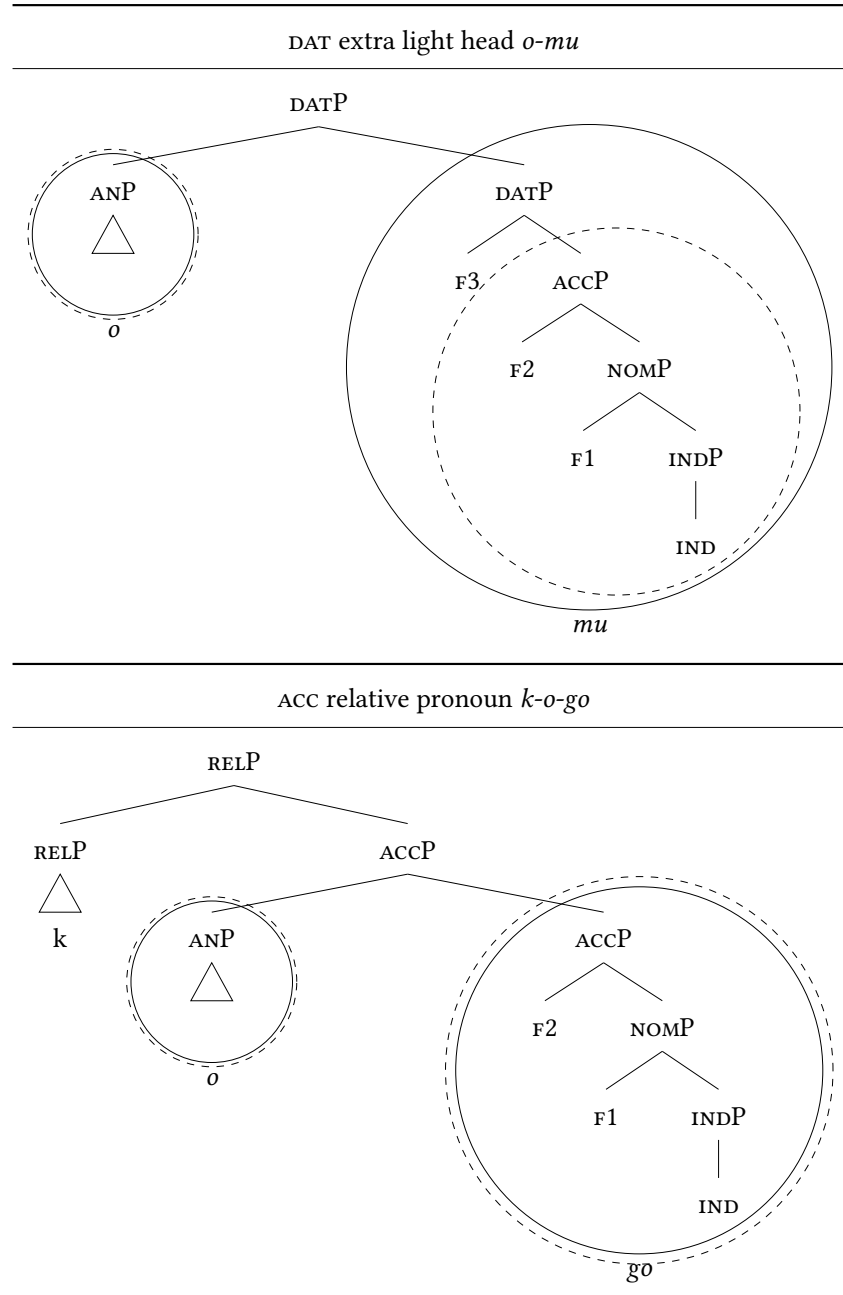 DAT extra light head o-mu
DATP
ANP DATP
F3 ACCP
o
F2 NOMP
F1 INDP
IND
mu
ACC relative pronoun k-o-go
RELP
RELP ACCP
k ANP ACCP
F2 NOMP
o
F1 INDP
IND
go